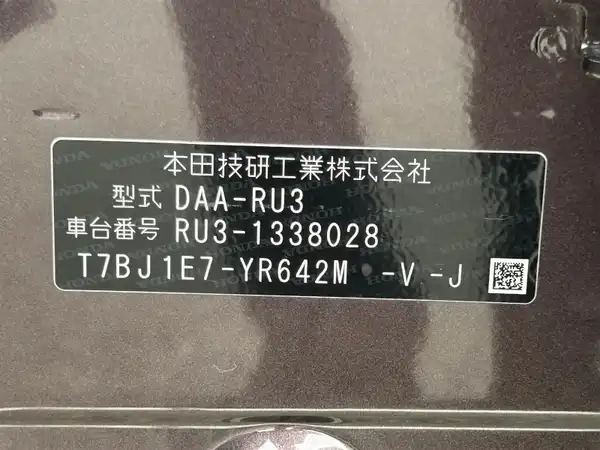 本田技研工業株式会社
型式 DAA-RU3
車台番号 RU3-1338028
T7BJ1E7-YR642M -V -J